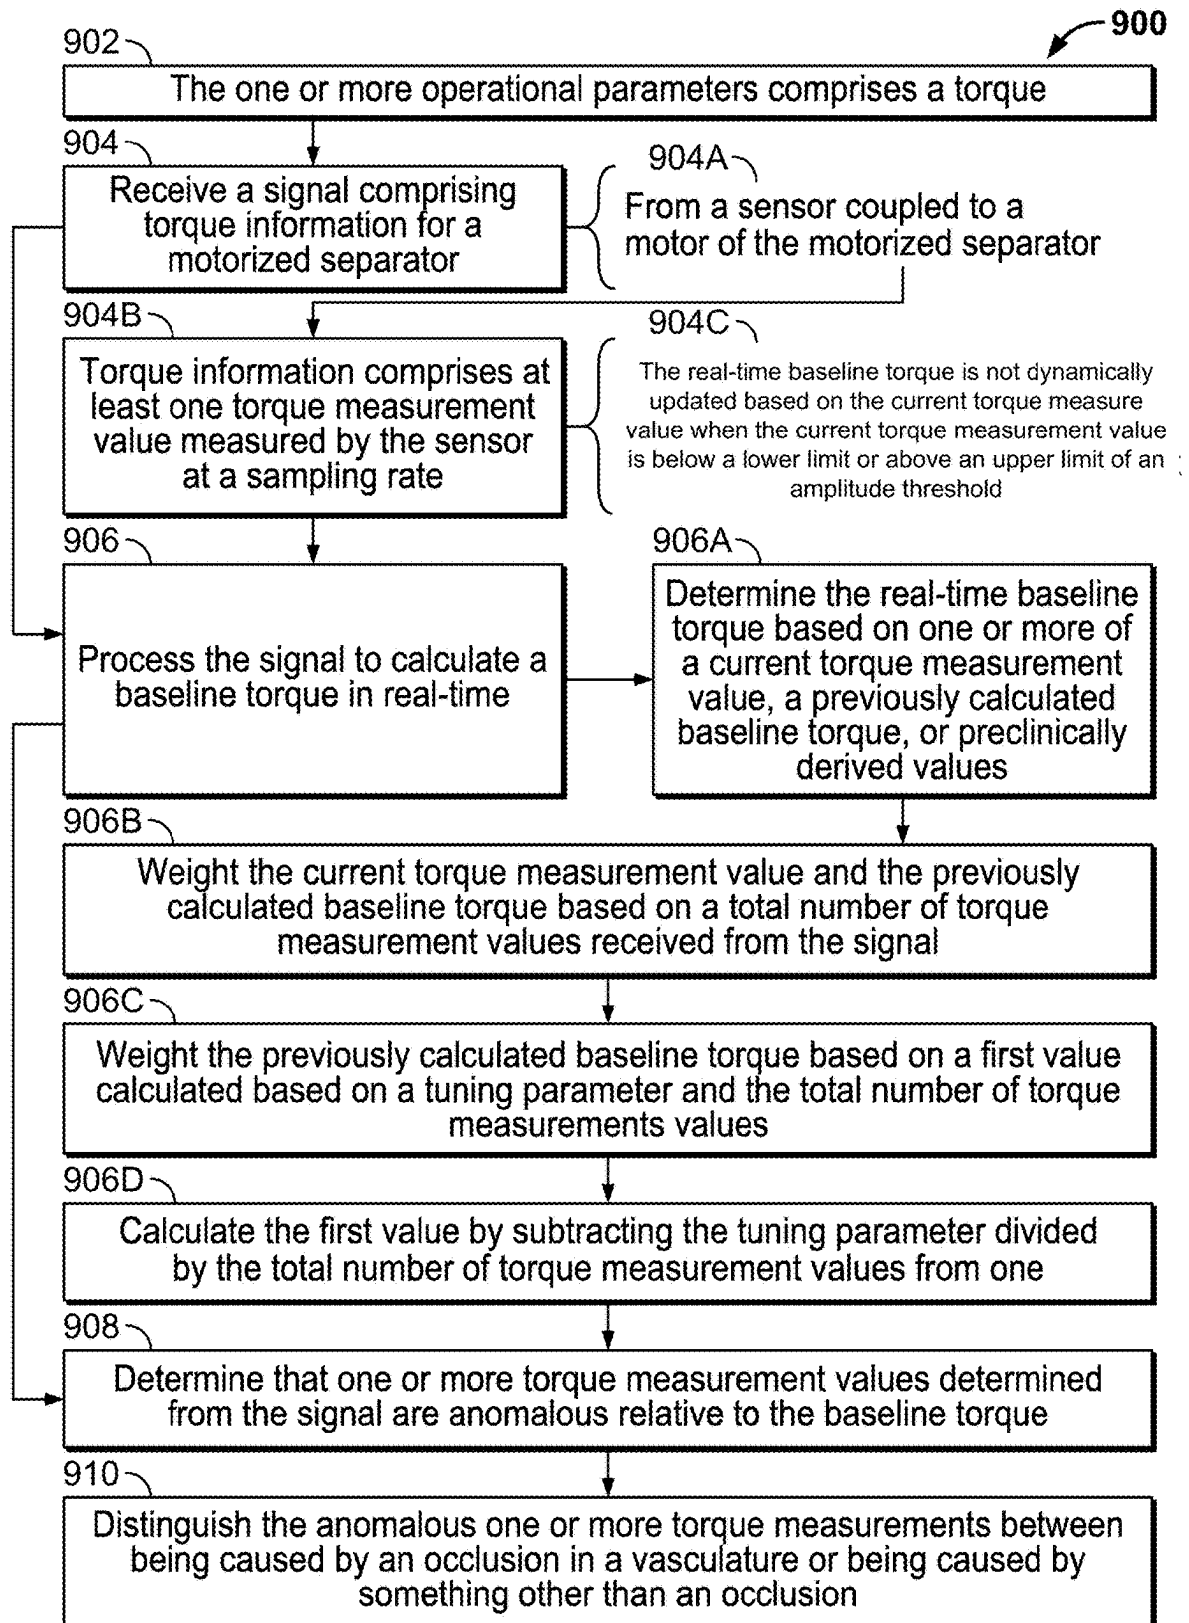 900
902
The one or more operational parameters comprises a torque
904
Receive a signal comprising
torque information for a
motorized separator
904A
From a sensor coupled to a
motor of the motorized separator
904B
Torque information comprises at
least one torque measurement
value measured by the sensor
at a sampling rate
904C
The real-time baseline torque is not dynamically
updated based on the current torque measure
value when the current torque measurement value
is below a lower limit or above an upper limit of an
amplitude threshold
906
Process the signal to calculate a
baseline torque in real-time
906A
Determine the real-time baseline
torque based on one or more of
a current torque measurement
value, a previously calculated
baseline torque, or preclinically
derived values
906B
Weight the current torque measurement value and the previously
calculated baseline torque based on a total number of torque
measurement values received from the signal
906C
Weight the previously calculated baseline torque based on a first value
calculated based on a tuning parameter and the total number of torque
measurements values
906D
Calculate the first value by subtracting the tuning parameter divided
by the total number of torque measurement values from one
908
Determine that one or more torque measurement values determined
from the signal are anomalous relative to the baseline torque
910
Distinguish the anomalous one or more torque measurements between
being caused by an occlusion in a vasculature or being caused by
something other than an occlusion